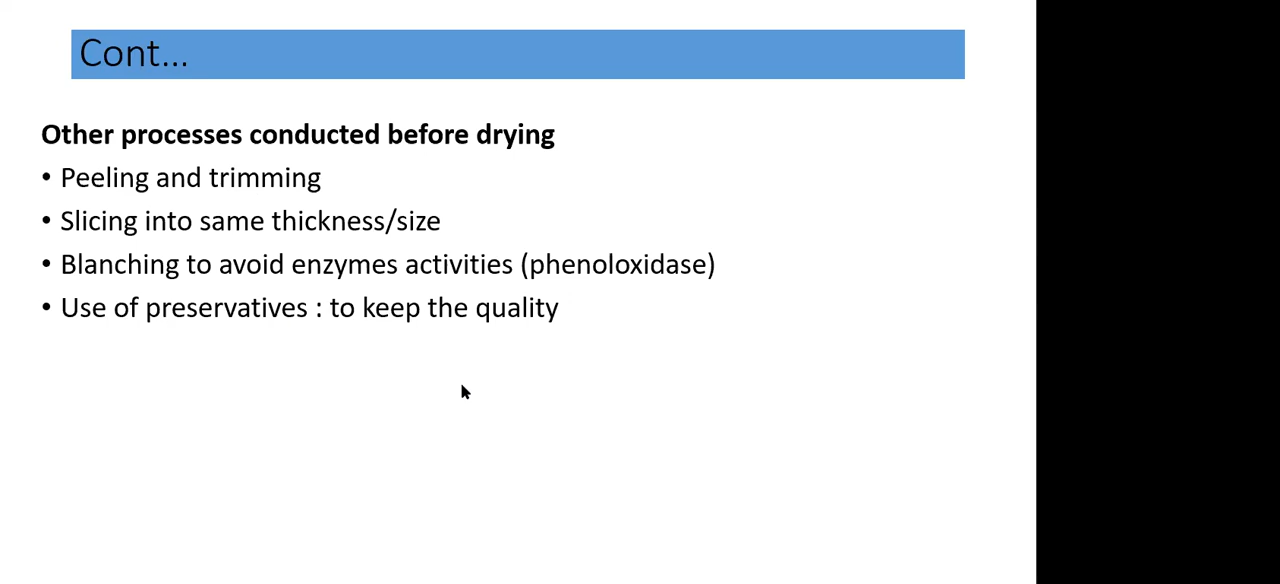 Cont...
Other processes conducted before drying
• Peeling and trimming
• Slicing into same thickness/size
• Blanching to avoid enzymes activities (phenoloxidase)
• Use of preservatives : to keep the quality